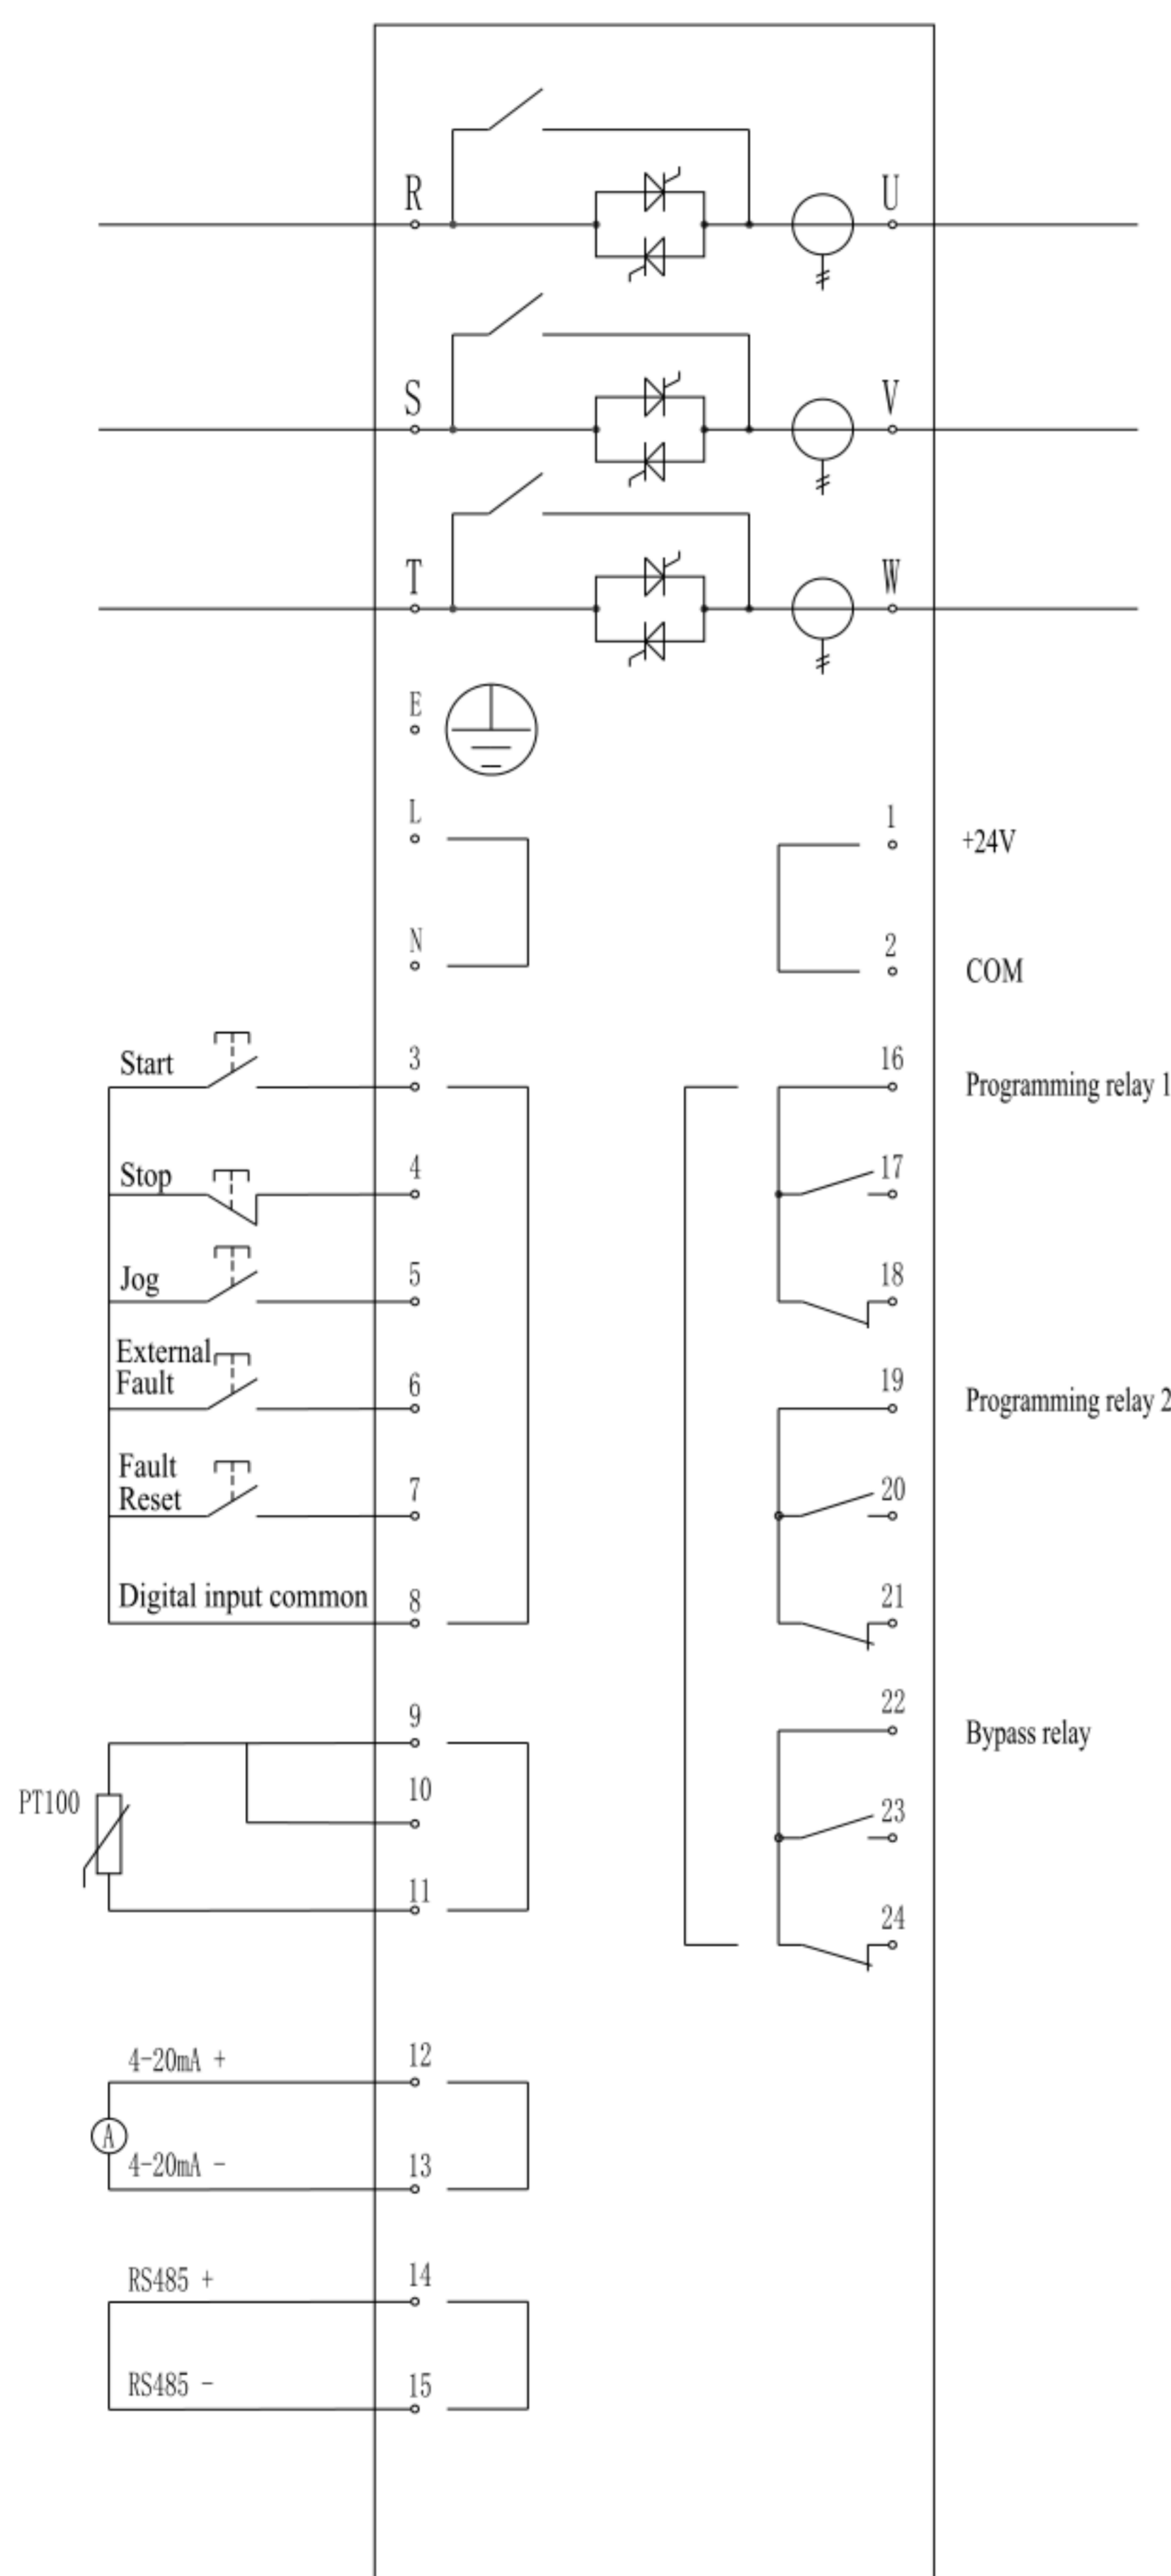 R
U
S
V
T
W
E
L
1
+24V
N
2
COM
Start
3
16
Programming relay 1
Stop
4
17
Jog
5
18
External
Fault
6
19
Programming relay 2
Fault
Reset
7
20
Digital input common
8
21
9
22
Bypass relay
PT100
10
23
11
24
4-20mA +
12
A
4-20mA -
13
RS485 +
14
RS485 -
15